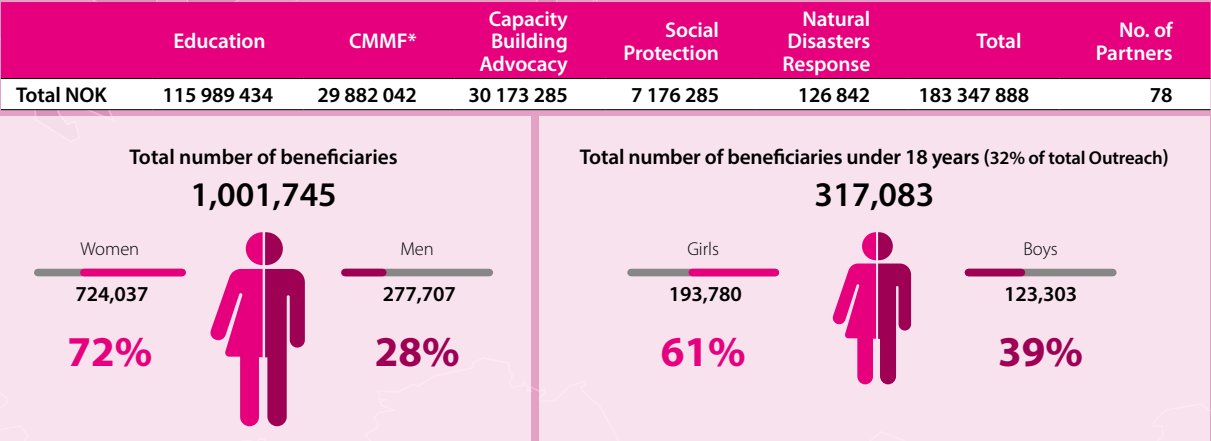 Education CMMF* Capacity Building Advocacy Social Protection Natural Disasters Response Total No. of Partners
Total NOK 115 989 434 29 882 042 30 173 285 7 176 285 126 842 183 347 888 78
Total number of beneficiaries
1,001,745
Women Men
724,037 277,707
72% 28%
Total number of beneficiaries under 18 years (32% of total Outreach)
317,083
Girls Boys
193,780 123,303
61% 39%